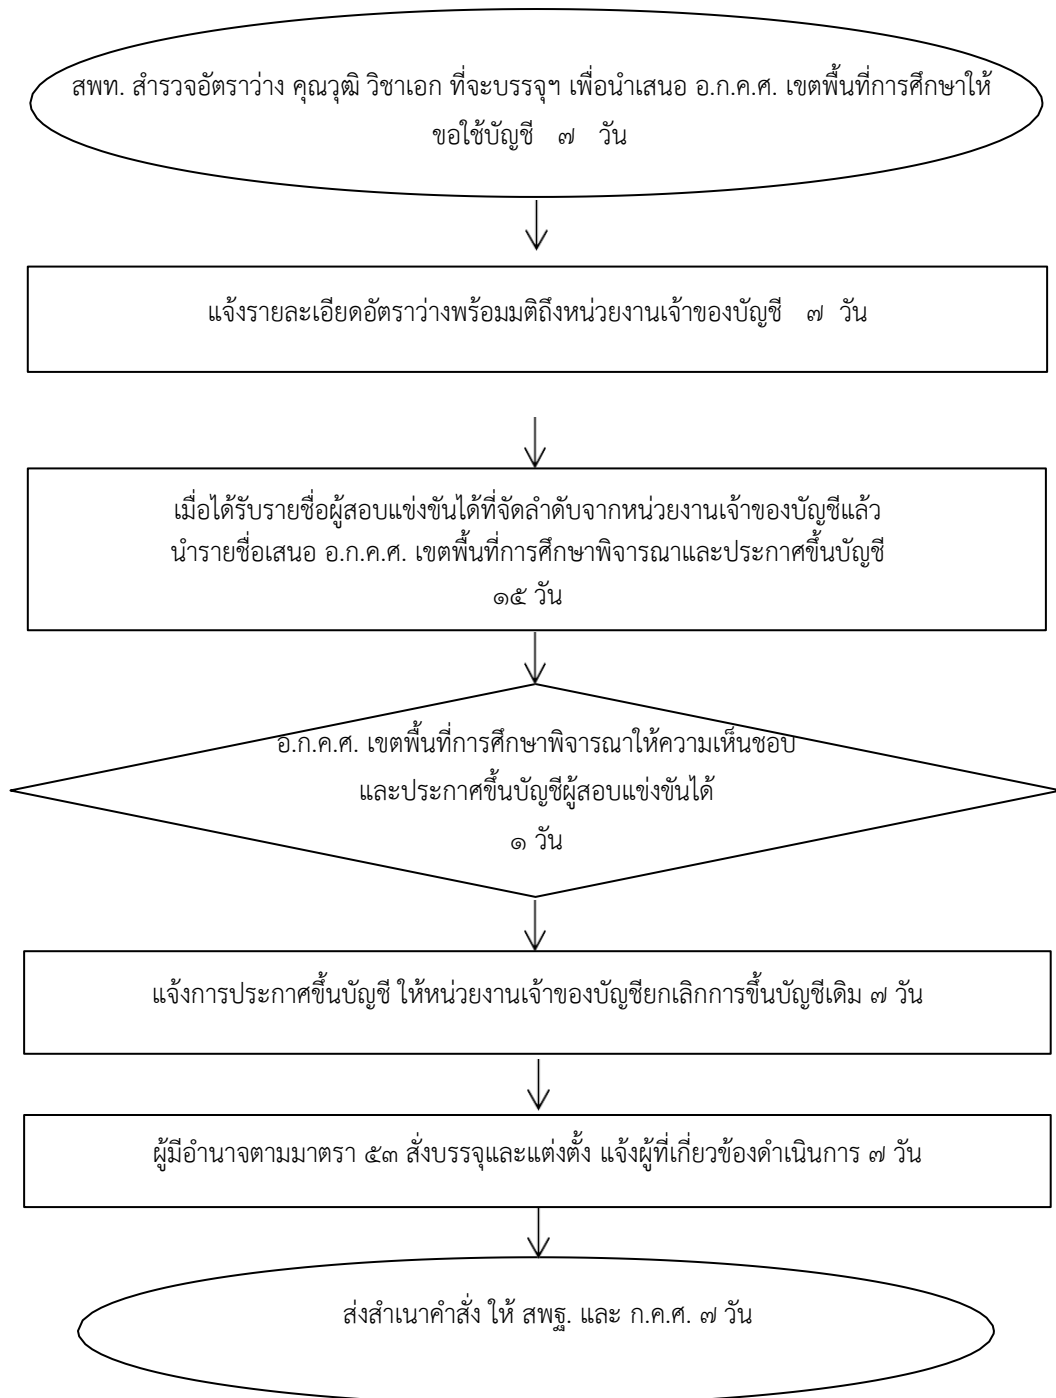 สพท. สำรวจอัตราว่าง คุณวุฒิ วิชาเอก ที่จะบรรจุฯ เพื่อนำเสนอ อ.ก.ค.ศ. เขตพื้นที่การศึกษาให้
ขอใช้บัญชี ๗ วัน
แจ้งรายละเอียดอัตราว่างพร้อมมติถึงหน่วยงานเจ้าของบัญชี ๗ วัน
เมื่อได้รับรายชื่อผู้สอบแข่งขันได้ที่จัดลำดับจากหน่วยงานเจ้าของบัญชีแล้ว
นำรายชื่อเสนอ อ.ก.ค.ศ. เขตพื้นที่การศึกษาพิจารณาและประกาศขึ้นบัญชี
๑๕ วัน
อ.ก.ค.ศ. เขตพื้นที่การศึกษาพิจารณาให้ความเห็นชอบ
และประกาศขึ้นบัญชีผู้สอบแข่งขันได้
๑ วัน
แจ้งการประกาศขึ้นบัญชี ให้หน่วยงานเจ้าของบัญชียกเลิกการขึ้นบัญชีเดิม ๗ วัน
ผู้มีอำนาจตามมาตรา ๕๓ สั่งบรรจุและแต่งตั้ง แจ้งผู้ที่เกี่ยวข้องดำเนินการ ๗ วัน
ส่งสำเนาคำสั่ง ให้ สพฐ. และ ก.ค.ศ. ๗ วัน